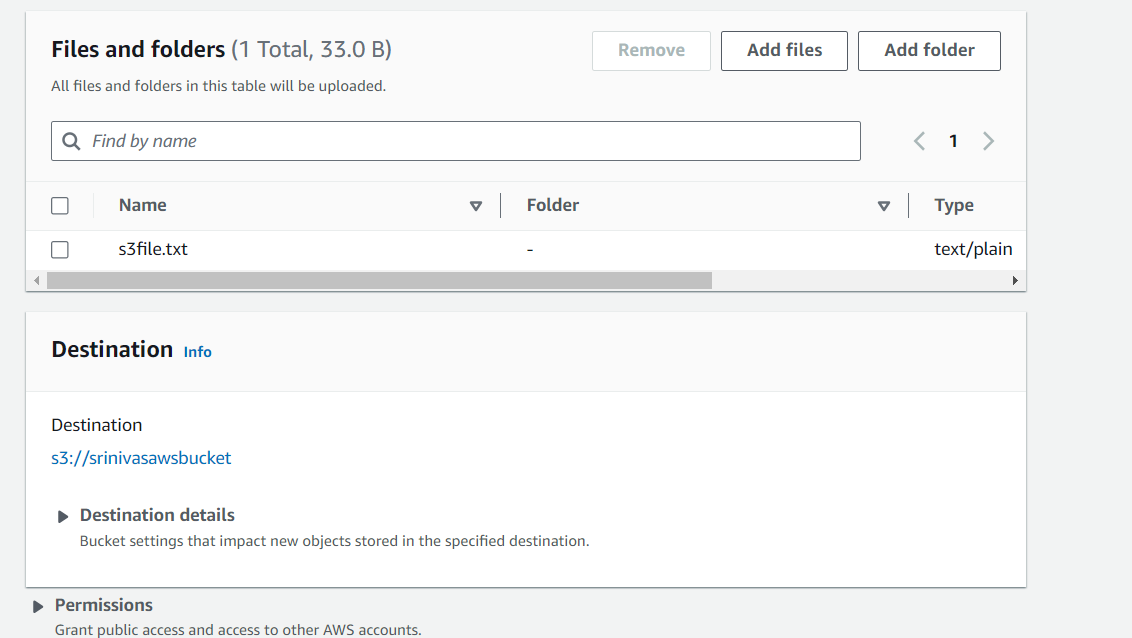 Files and folders (1 Total, 33.0 B)
Remove Add files Add folder
All files and folders in this table will be uploaded.
Find by name
1
Name Folder Type
s3file.txt - text/plain
Destination Info
Destination
s3://srinivasawsbucket
Destination details
Bucket settings that impact new objects stored in the specified destination.
Permissions
Grant public access and access to other AWS accounts.